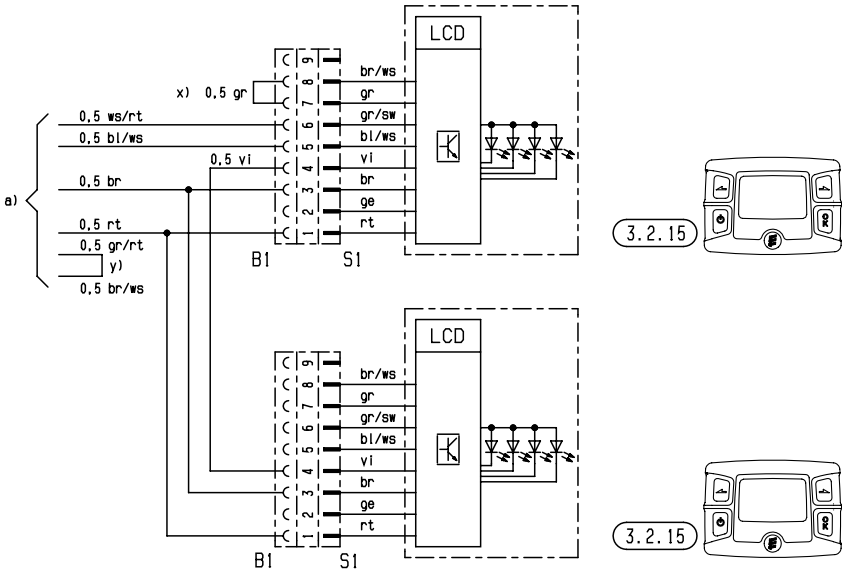 LCD
9
8
br/ws
x) 0,5 gr
7
gr
0,5 ws/rt
6
gr/sw
0,5 bl/ws
5
bl/ws
0,5 vi
4
vi
a)
0,5 br
3
br
2
ge
0,5 rt
1
rt
3.2.15
0,5 gr/rt
B1
S1
y)
0,5 br/ws
LCD
9
8
br/ws
7
gr
6
gr/sw
5
bl/ws
4
vi
3
br
2
ge
1
rt
3.2.15
B1
S1